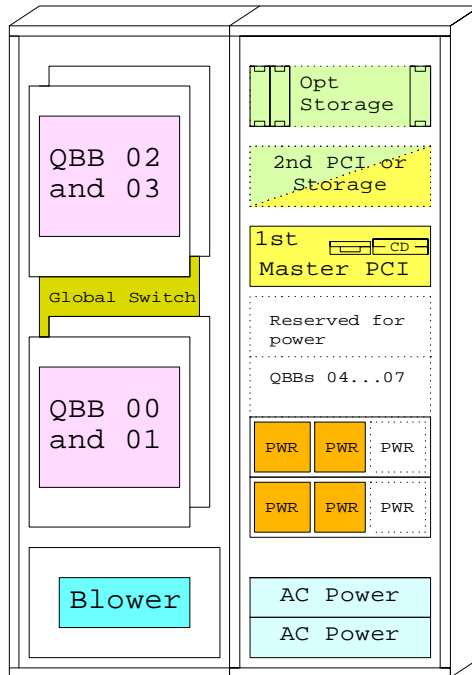 QBB 02
and 03
Global Switch
QBB 00
and 01
Blower
Opt
Storage
2nd PCI or
Storage
1st
CD
Master PCI
Reserved for
power
QBBs 04...07
PWR PWR PWR
PWR PWR PWR
AC Power
AC Power